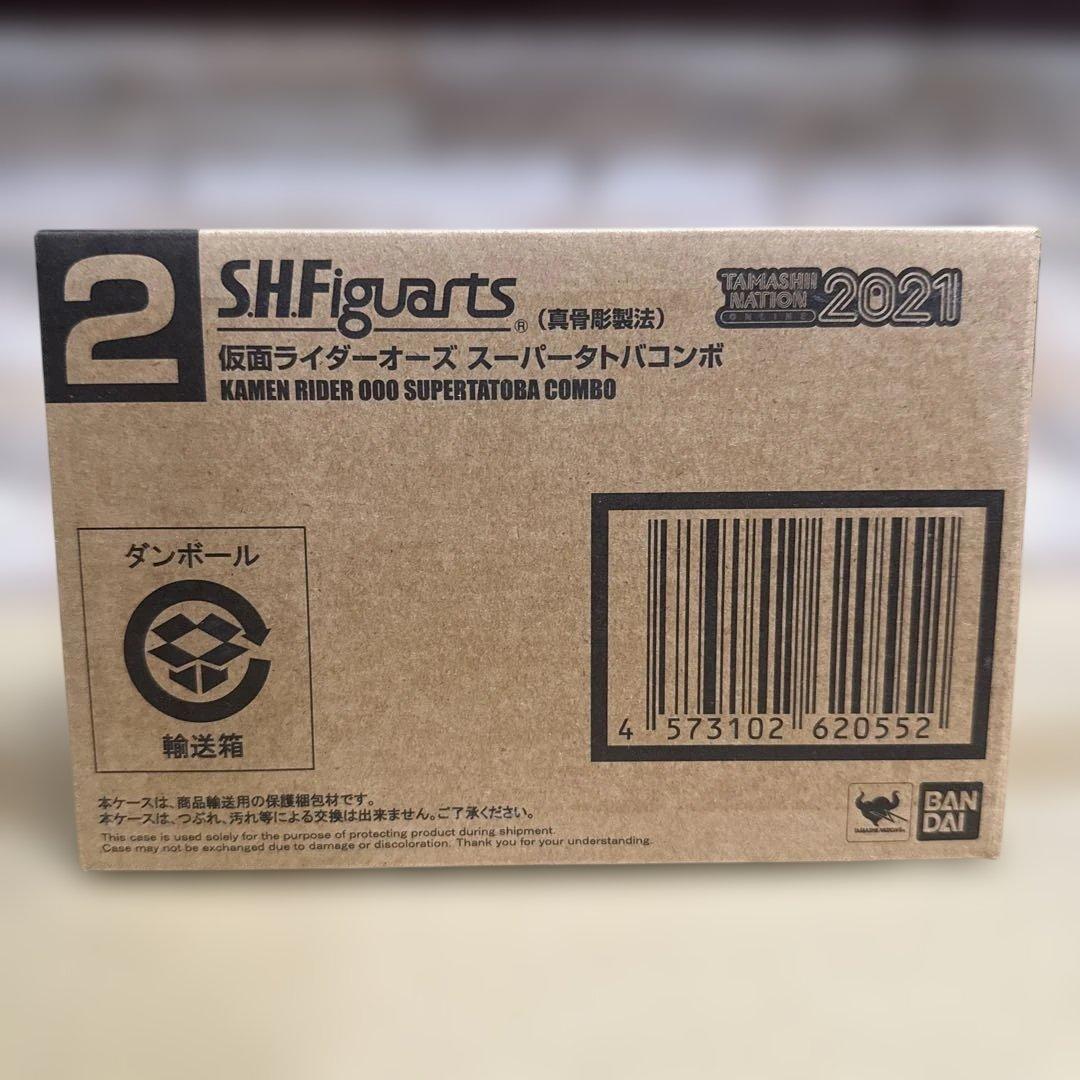 2
S.H.Figuarts® (真骨彫製法)
仮面ライダーオーズ スーパータトバコンボ
KAMEN RIDER OOO SUPERTATOBA COMBO
TAMASHII
NATION
ONLINE
2021
ダンボール
輸送箱
4 573102 620552
本ケースは、商品輸送用の保護梱包材です。
本ケースは、つぶれ、汚れ等による交換は出来ません。ご了承ください。
This case is used solely for the purpose of protecting product during shipment.
Case may not be exchanged due to damage or discoloration. Thank you for your understanding.
TAMASHII NATIONS
BAN
DAI